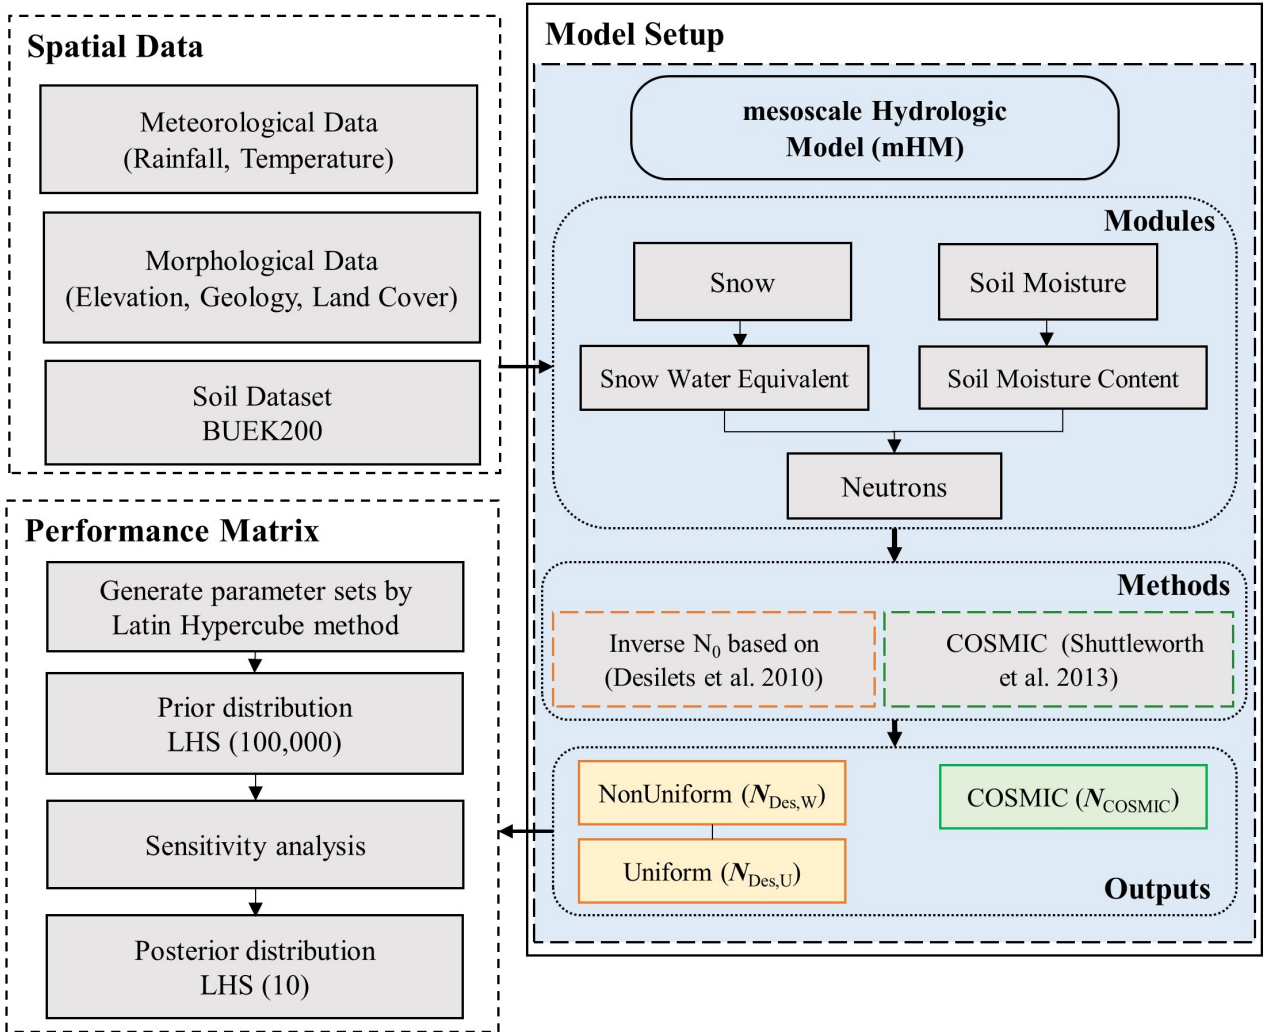 Spatial Data
Meteorological Data
(Rainfall, Temperature)
Morphological Data
(Elevation, Geology, Land Cover)
Soil Dataset
BUEK200
Performance Matrix
Generate parameter sets by
Latin Hypercube method
Prior distribution
LHS (100,000)
Sensitivity analysis
Posterior distribution
LHS (10)
Model Setup
mesoscale Hydrologic
Model (mHM)
Modules
Snow
Soil Moisture
Snow Water Equivalent
Soil Moisture Content
Neutrons
Methods
Inverse N₀ based on
(Desilets et al. 2010)
COSMIC (Shuttleworth
et al. 2013)
NonUniform (N_Des,W)
Uniform (N_Des,U)
COSMIC (N_COSMIC)
Outputs